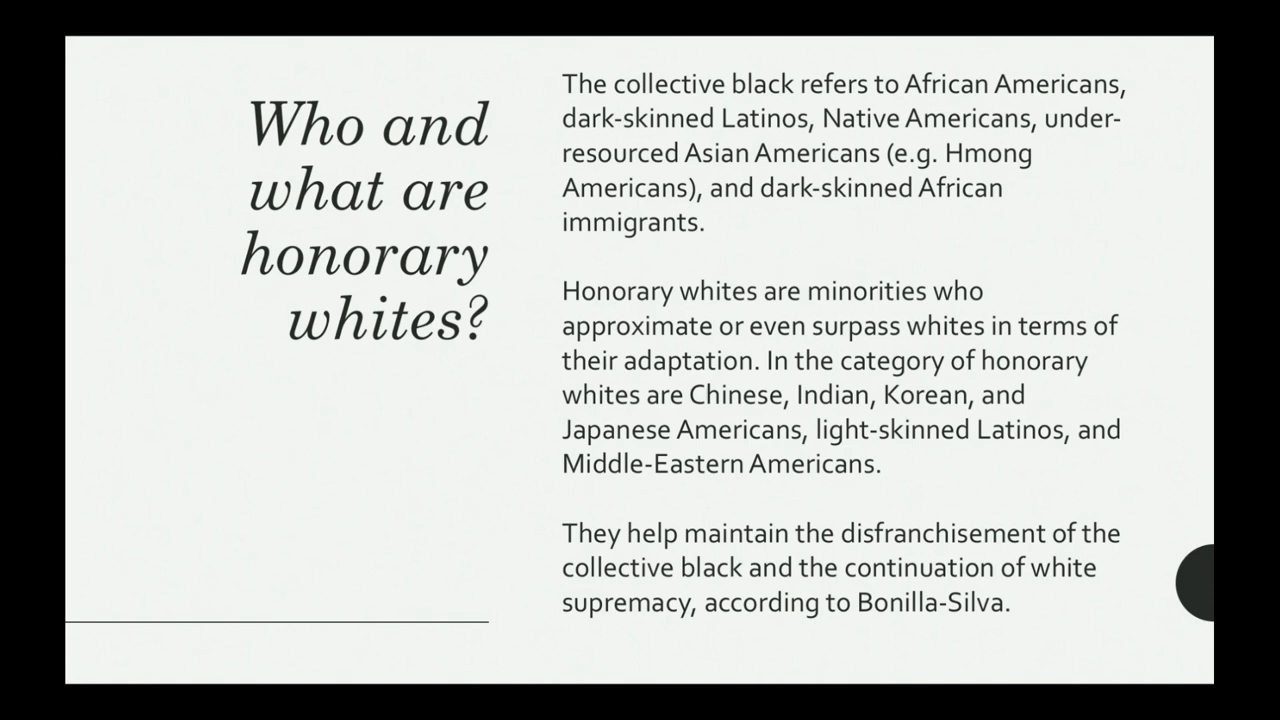 Who and
what are
honorary
whites?
The collective black refers to African Americans,
dark-skinned Latinos, Native Americans, under-
resourced Asian Americans (e.g. Hmong
Americans), and dark-skinned African
immigrants.
Honorary whites are minorities who
approximate or even surpass whites in terms of
their adaptation. In the category of honorary
whites are Chinese, Indian, Korean, and
Japanese Americans, light-skinned Latinos, and
Middle-Eastern Americans.
They help maintain the disfranchisement of the
collective black and the continuation of white
supremacy, according to Bonilla-Silva.